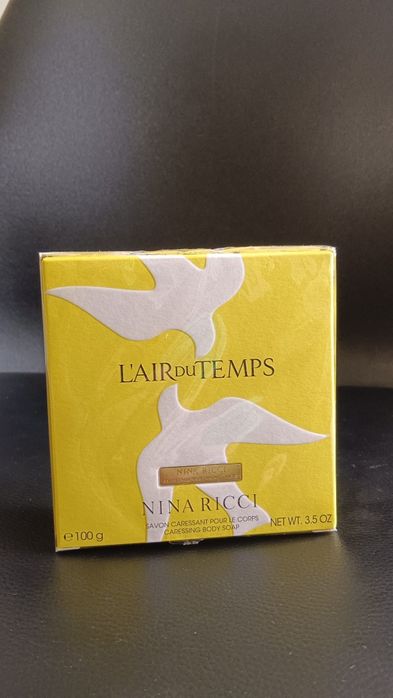 L'AIR DU TEMPS
NINA RICCI
NINA RICCI
SAVON CARESSANT POUR LE CORPS
CARESSING BODY SOAP
℮ 100 g
NET WT. 3.5 OZ